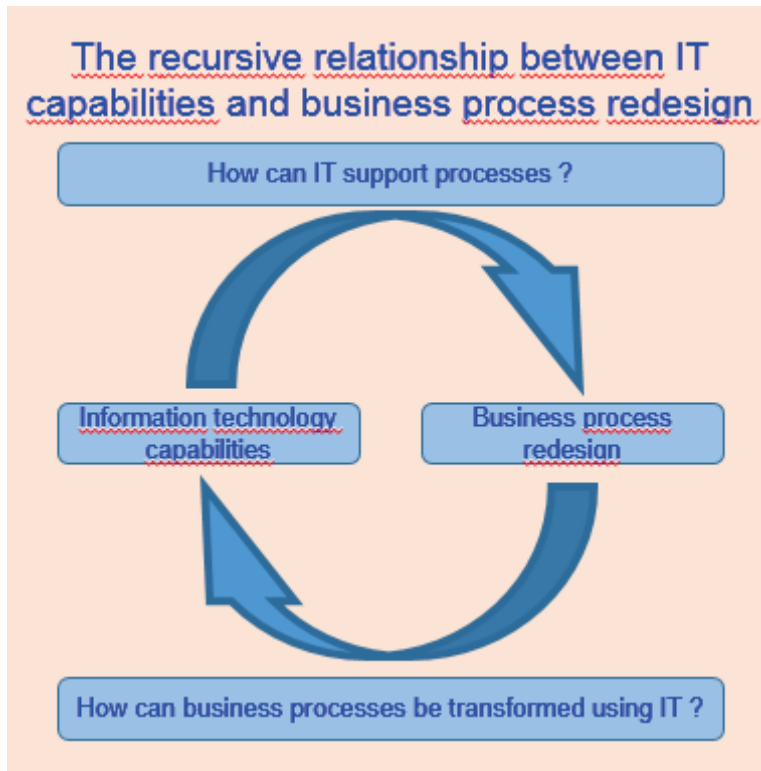 The recursive relationship between IT
capabilities and business process redesign
How can IT support processes ?
Information technology
capabilities
Business process
redesign
How can business processes be transformed using IT ?